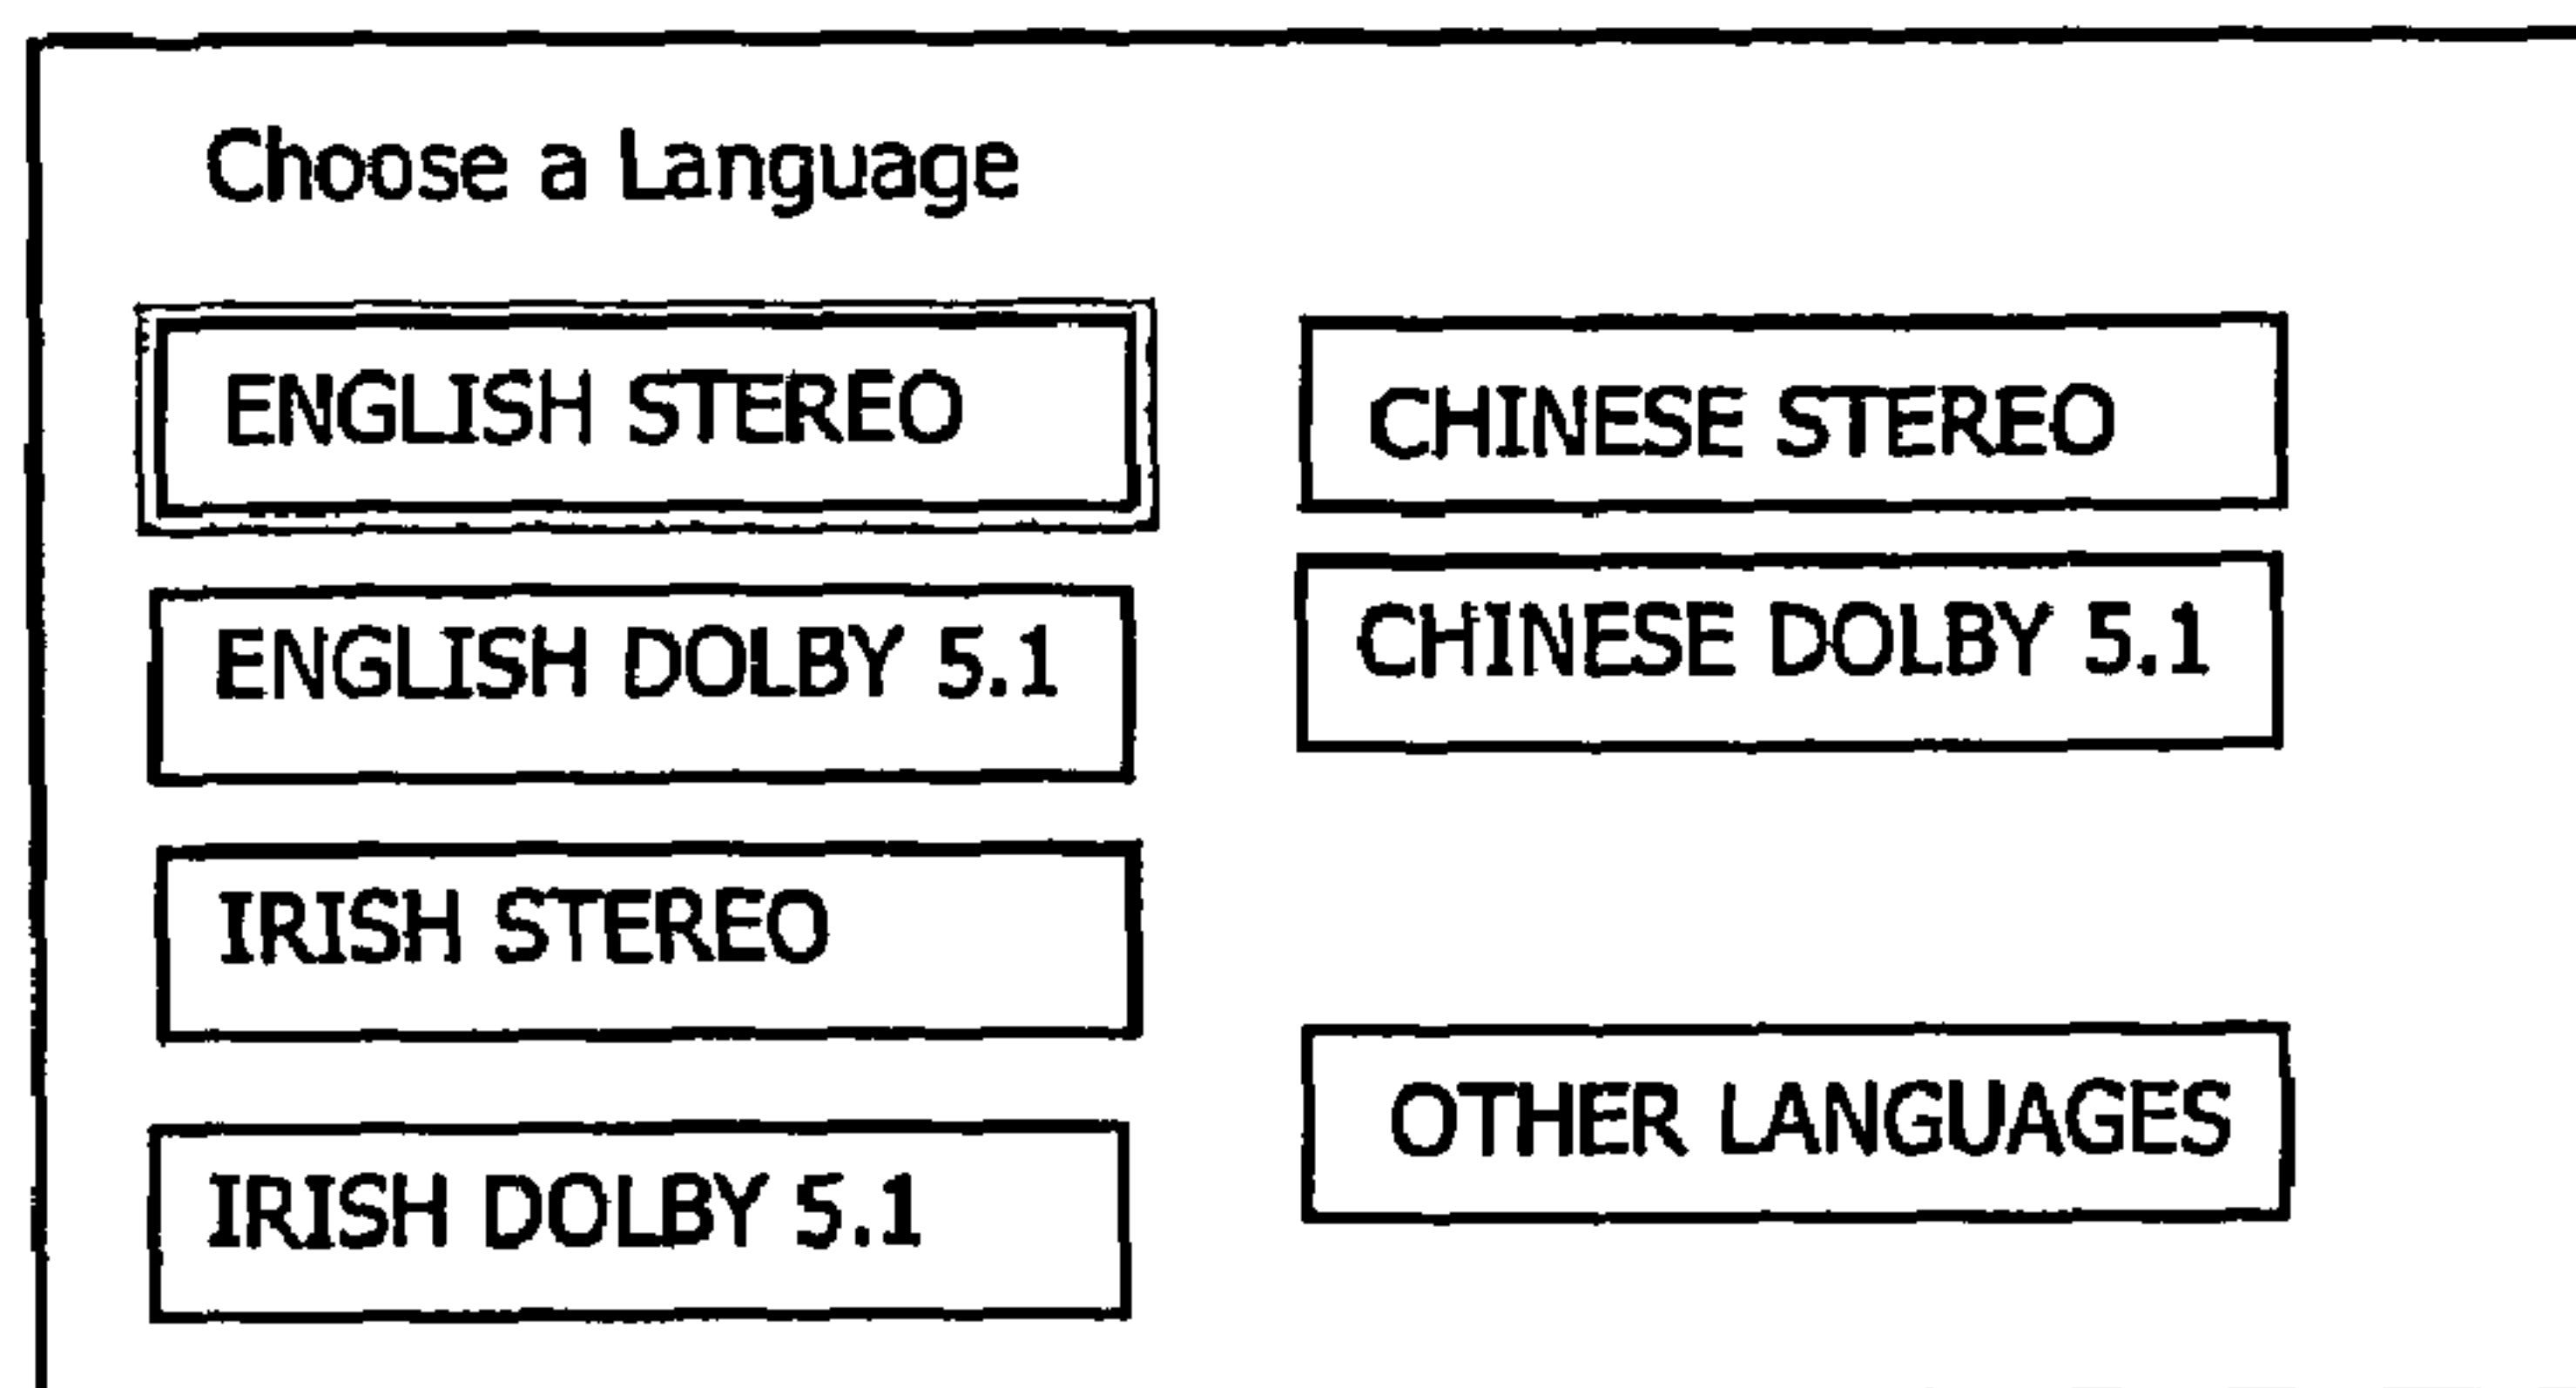 Choose a Language
ENGLISH STEREO
ENGLISH DOLBY 5.1
IRISH STEREO
IRISH DOLBY 5.1
CHINESE STEREO
CHINESE DOLBY 5.1
OTHER LANGUAGES